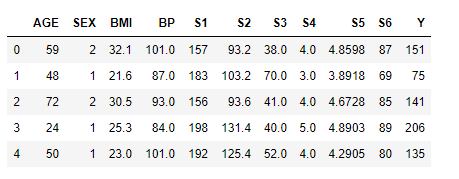 AGE SEX BMI BP S1 S2 S3 S4 S5 S6 Y
0 59 2 32.1 101.0 157 93.2 38.0 4.0 4.8598 87 151
1 48 1 21.6 87.0 183 103.2 70.0 3.0 3.8918 69 75
2 72 2 30.5 93.0 156 93.6 41.0 4.0 4.6728 85 141
3 24 1 25.3 84.0 198 131.4 40.0 5.0 4.8903 89 206
4 50 1 23.0 101.0 192 125.4 52.0 4.0 4.2905 80 135